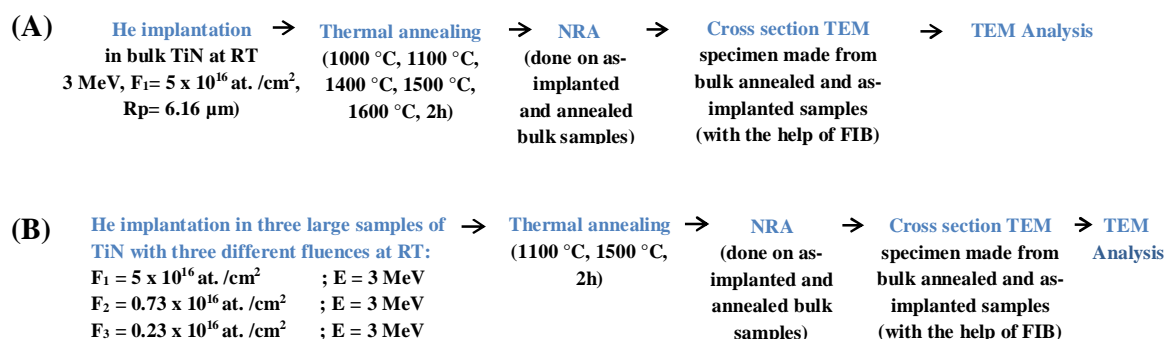 (A)
He implantation
in bulk TiN at RT
3 MeV, F₁= 5 x 10¹⁶ at. /cm²,
Rp= 6.16 µm)
Thermal annealing
(1000 °C, 1100 °C,
1400 °C, 1500 °C,
1600 °C, 2h)
NRA
(done on as-
implanted
and annealed
bulk samples)
Cross section TEM
specimen made from
bulk annealed and as-
implanted samples
(with the help of FIB)
TEM Analysis
(B)
He implantation in three large samples of
TiN with three different fluences at RT:
F₁ = 5 x 10¹⁶ at. /cm² ; E = 3 MeV
F₂ = 0.73 x 10¹⁶ at. /cm² ; E = 3 MeV
F₃ = 0.23 x 10¹⁶ at. /cm² ; E = 3 MeV
Thermal annealing
(1100 °C, 1500 °C,
2h)
NRA
(done on as-
implanted and
annealed bulk
samples)
Cross section TEM
specimen made from
bulk annealed and as-
implanted samples
(with the help of FIB)
TEM
Analysis